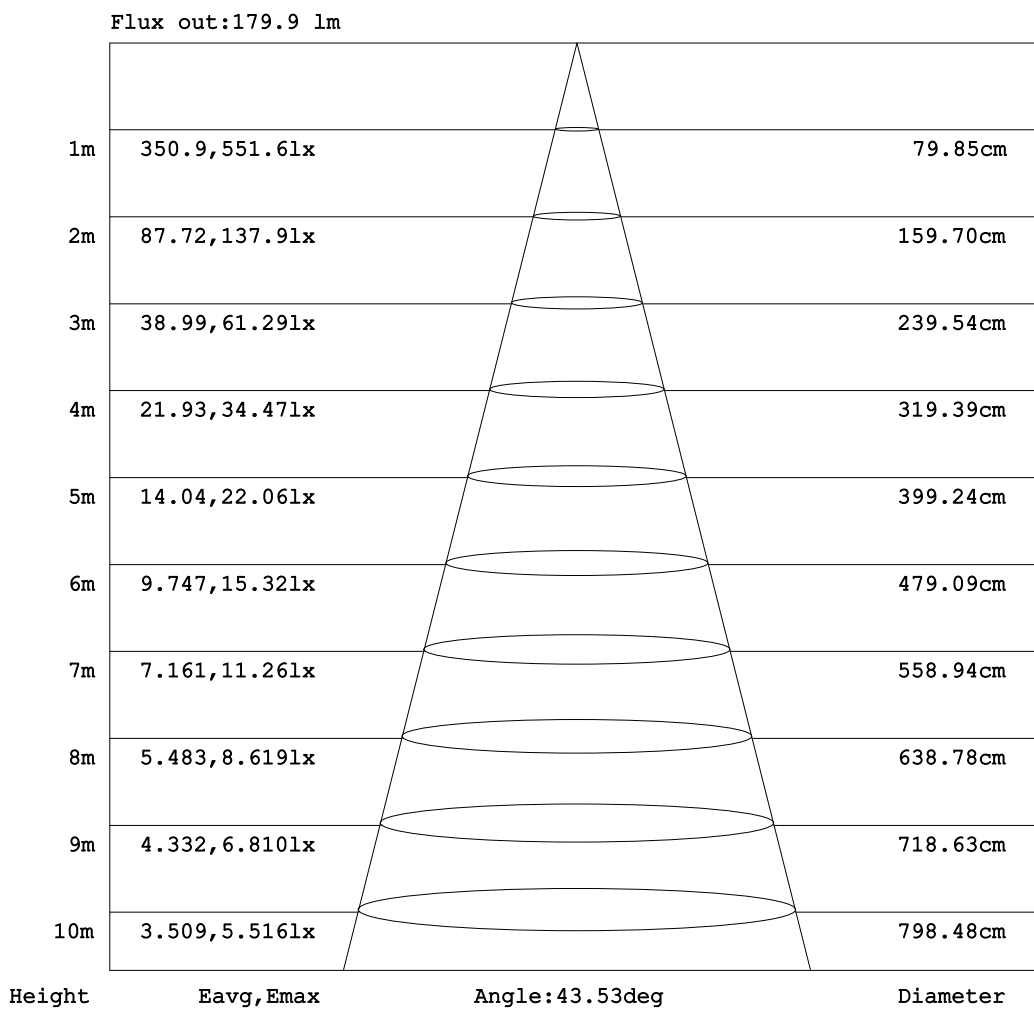 Flux out:179.9 lm
1m 350.9,551.6lx 79.85cm
2m 87.72,137.9lx 159.70cm
3m 38.99,61.29lx 239.54cm
4m 21.93,34.47lx 319.39cm
5m 14.04,22.06lx 399.24cm
6m 9.747,15.32lx 479.09cm
7m 7.161,11.26lx 558.94cm
8m 5.483,8.619lx 638.78cm
9m 4.332,6.810lx 718.63cm
10m 3.509,5.516lx 798.48cm
Height Eavg,Emax Angle:43.53deg Diameter